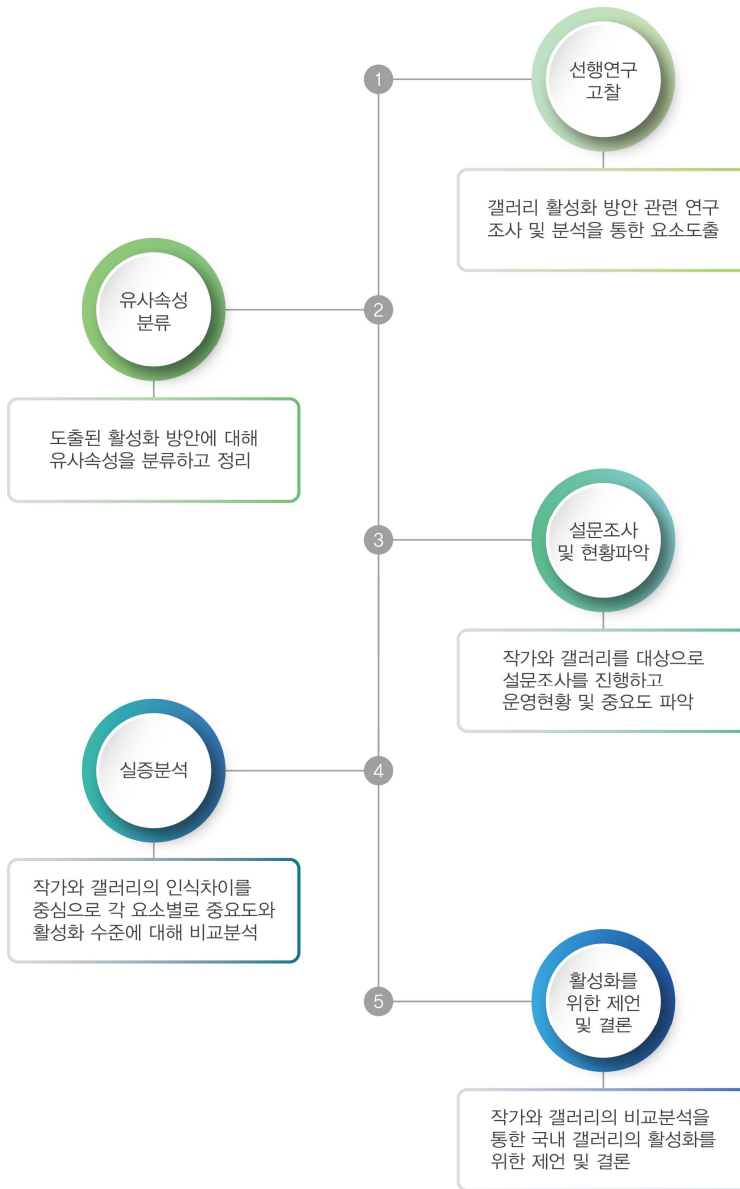 1
선행연구
고찰
갤러리 활성화 방안 관련 연구
조사 및 분석을 통한 요소도출
유사속성
분류
2
도출된 활성화 방안에 대해
유사속성을 분류하고 정리
3
설문조사
및 현황파악
작가와 갤러리를 대상으로
설문조사를 진행하고
운영현황 및 중요도 파악
실증분석
4
작가와 갤러리의 인식차이를
중심으로 각 요소별로 중요도와
활성화 수준에 대해 비교분석
5
활성화를
위한 제언
및 결론
작가와 갤러리의 비교분석을
통한 국내 갤러리의 활성화를
위한 제언 및 결론